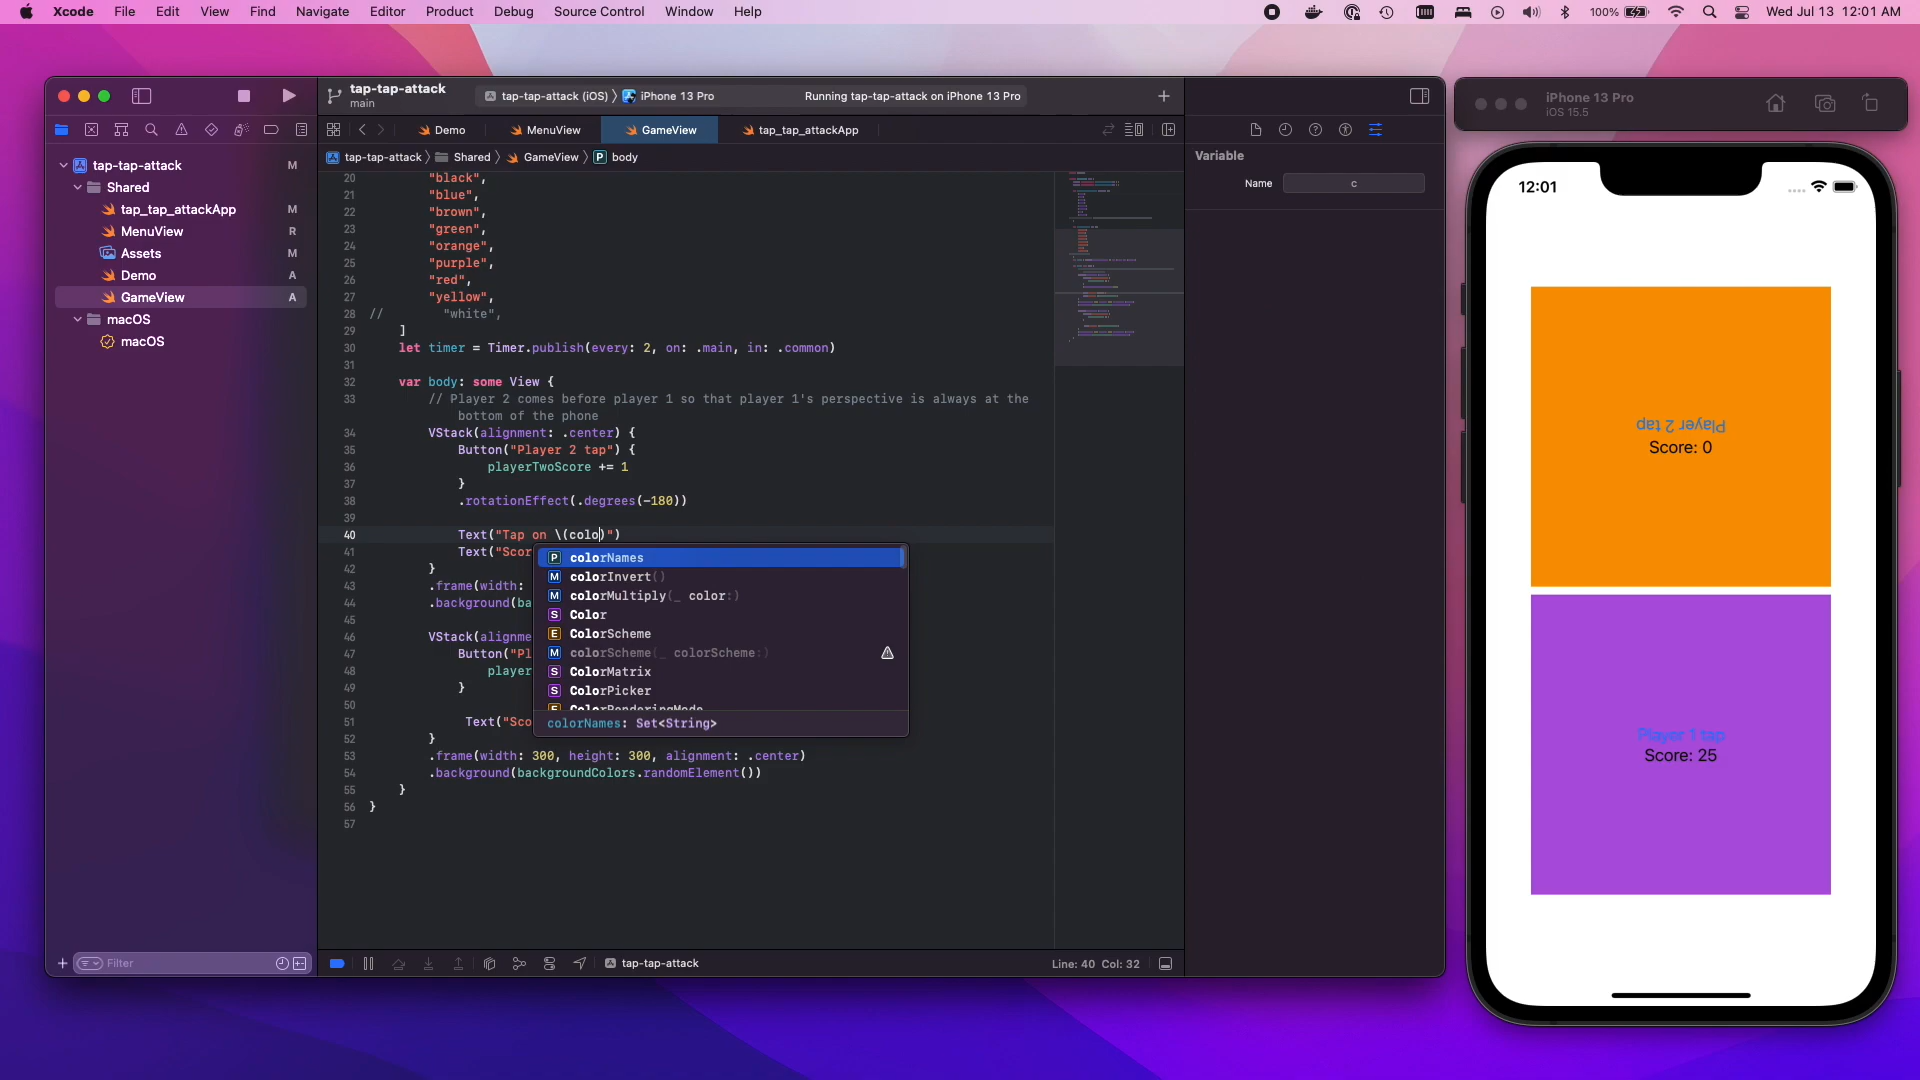 Xcode File Edit View Find Navigate Editor Product Debug Source Control Window Help
100% Wed Jul 13 12:01 AM
tap-tap-attack
main
tap-tap-attack (iOS) iPhone 13 Pro
Running tap-tap-attack on iPhone 13 Pro
Demo MenuView GameView tap_tap_attackApp
tap-tap-attack Shared GameView P body
tap-tap-attack M
Shared
tap_tap_attackApp M
MenuView R
Assets M
Demo A
GameView A
macOS
macOS
Filter
20 "black",
21 "blue",
22 "brown",
23 "green",
24 "orange",
25 "purple",
26 "red",
27 "yellow",
28 // "white",
29 ]
30 let timer = Timer.publish(every: 2, on: .main, in: .common)
31
32 var body: some View {
33 // Player 2 comes before player 1 so that player 1's perspective is always at the
bottom of the phone
34 VStack(alignment: .center) {
35 Button("Player 2 tap") {
36 playerTwoScore += 1
37 }
38 .rotationEffect(.degrees(-180))
39
40 Text("Tap on \(colo)")
41 Text("Scor
42 }
43 .frame(width:
44 .background(ba
45
46 VStack(alignme
47 Button("Pl
48 player
49 }
50
51 Text("Sco
52 }
53 .frame(width: 300, height: 300, alignment: .center)
54 .background(backgroundColors.randomElement())
55 }
56 }
57
P colorNames
M colorInvert()
M colorMultiply(_ color:)
S Color
E ColorScheme
M colorScheme(_ colorScheme:)
S ColorMatrix
S ColorPicker
E ColorRenderingMode
colorNames: Set<String>
tap-tap-attack
Line: 40 Col: 32
Variable
Name c
iPhone 13 Pro
iOS 15.5
12:01
Player 2 tap
Score: 0
Player 1 tap
Score: 25